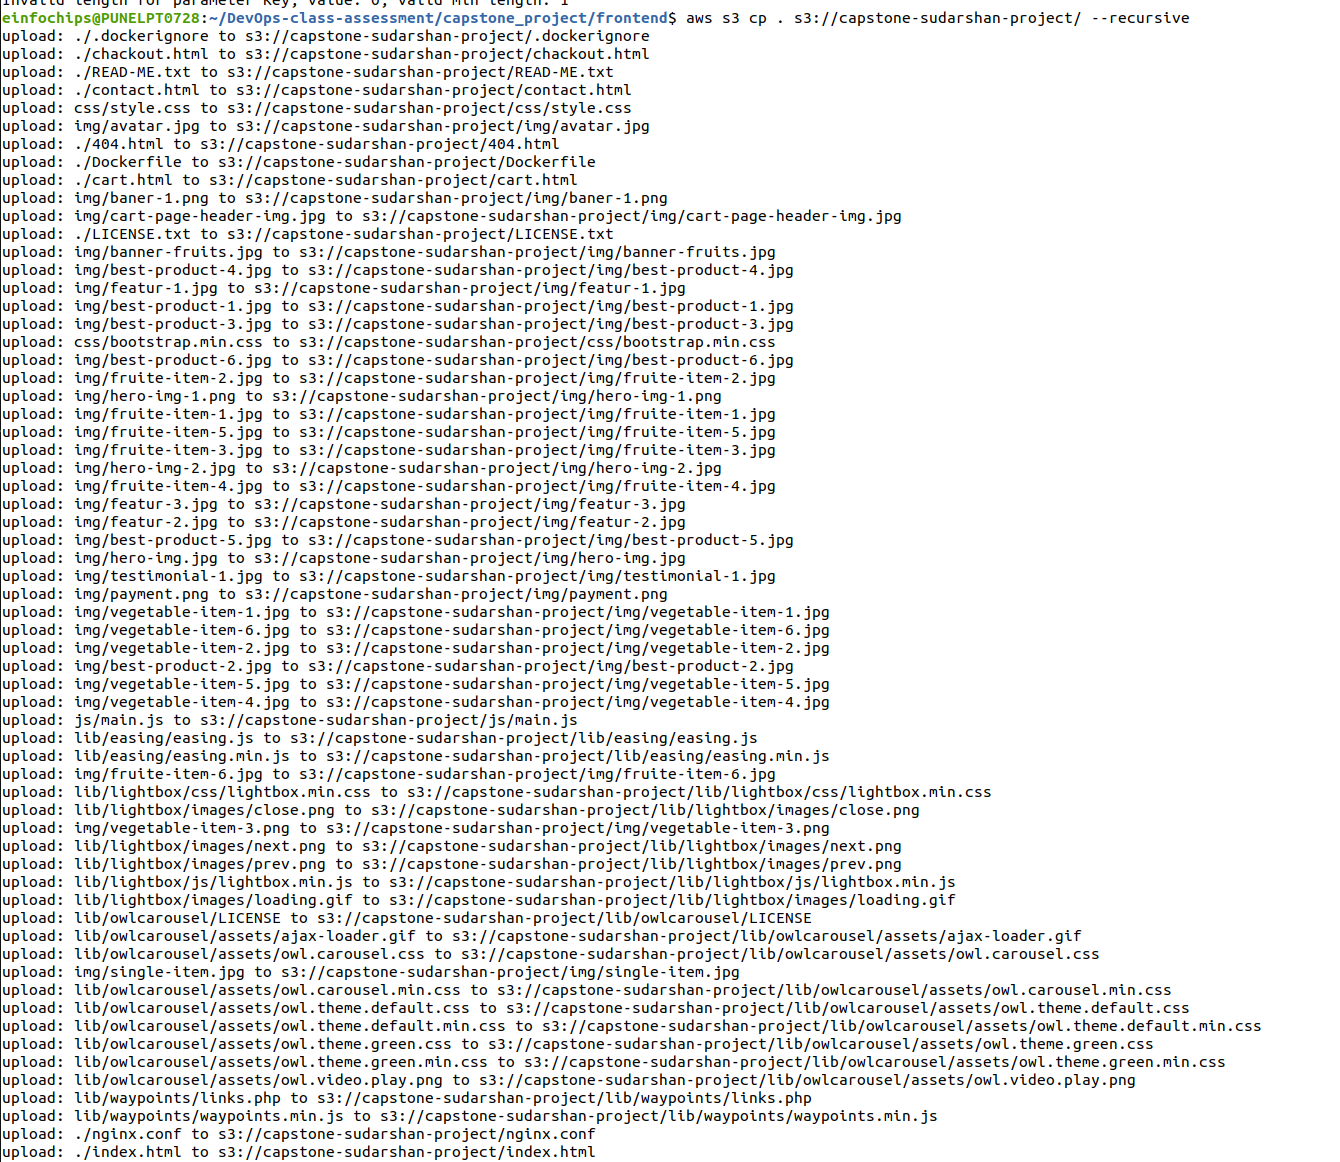 Invalid length for parameter Key, value: 0, valid min length: 1
einfochips@PUNELPT0728:~/DevOps-class-assessment/capstone_project/frontend$ aws s3 cp . s3://capstone-sudarshan-project/ --recursive
upload: ./.dockerignore to s3://capstone-sudarshan-project/.dockerignore
upload: ./chackout.html to s3://capstone-sudarshan-project/chackout.html
upload: ./READ-ME.txt to s3://capstone-sudarshan-project/READ-ME.txt
upload: ./contact.html to s3://capstone-sudarshan-project/contact.html
upload: css/style.css to s3://capstone-sudarshan-project/css/style.css
upload: img/avatar.jpg to s3://capstone-sudarshan-project/img/avatar.jpg
upload: ./404.html to s3://capstone-sudarshan-project/404.html
upload: ./Dockerfile to s3://capstone-sudarshan-project/Dockerfile
upload: ./cart.html to s3://capstone-sudarshan-project/cart.html
upload: img/baner-1.png to s3://capstone-sudarshan-project/img/baner-1.png
upload: img/cart-page-header-img.jpg to s3://capstone-sudarshan-project/img/cart-page-header-img.jpg
upload: ./LICENSE.txt to s3://capstone-sudarshan-project/LICENSE.txt
upload: img/banner-fruits.jpg to s3://capstone-sudarshan-project/img/banner-fruits.jpg
upload: img/best-product-4.jpg to s3://capstone-sudarshan-project/img/best-product-4.jpg
upload: img/featur-1.jpg to s3://capstone-sudarshan-project/img/featur-1.jpg
upload: img/best-product-1.jpg to s3://capstone-sudarshan-project/img/best-product-1.jpg
upload: img/best-product-3.jpg to s3://capstone-sudarshan-project/img/best-product-3.jpg
upload: css/bootstrap.min.css to s3://capstone-sudarshan-project/css/bootstrap.min.css
upload: img/best-product-6.jpg to s3://capstone-sudarshan-project/img/best-product-6.jpg
upload: img/fruite-item-2.jpg to s3://capstone-sudarshan-project/img/fruite-item-2.jpg
upload: img/hero-img-1.png to s3://capstone-sudarshan-project/img/hero-img-1.png
upload: img/fruite-item-1.jpg to s3://capstone-sudarshan-project/img/fruite-item-1.jpg
upload: img/fruite-item-5.jpg to s3://capstone-sudarshan-project/img/fruite-item-5.jpg
upload: img/fruite-item-3.jpg to s3://capstone-sudarshan-project/img/fruite-item-3.jpg
upload: img/hero-img-2.jpg to s3://capstone-sudarshan-project/img/hero-img-2.jpg
upload: img/fruite-item-4.jpg to s3://capstone-sudarshan-project/img/fruite-item-4.jpg
upload: img/featur-3.jpg to s3://capstone-sudarshan-project/img/featur-3.jpg
upload: img/featur-2.jpg to s3://capstone-sudarshan-project/img/featur-2.jpg
upload: img/best-product-5.jpg to s3://capstone-sudarshan-project/img/best-product-5.jpg
upload: img/hero-img.jpg to s3://capstone-sudarshan-project/img/hero-img.jpg
upload: img/testimonial-1.jpg to s3://capstone-sudarshan-project/img/testimonial-1.jpg
upload: img/payment.png to s3://capstone-sudarshan-project/img/payment.png
upload: img/vegetable-item-1.jpg to s3://capstone-sudarshan-project/img/vegetable-item-1.jpg
upload: img/vegetable-item-6.jpg to s3://capstone-sudarshan-project/img/vegetable-item-6.jpg
upload: img/vegetable-item-2.jpg to s3://capstone-sudarshan-project/img/vegetable-item-2.jpg
upload: img/best-product-2.jpg to s3://capstone-sudarshan-project/img/best-product-2.jpg
upload: img/vegetable-item-5.jpg to s3://capstone-sudarshan-project/img/vegetable-item-5.jpg
upload: img/vegetable-item-4.jpg to s3://capstone-sudarshan-project/img/vegetable-item-4.jpg
upload: js/main.js to s3://capstone-sudarshan-project/js/main.js
upload: lib/easing/easing.js to s3://capstone-sudarshan-project/lib/easing/easing.js
upload: lib/easing/easing.min.js to s3://capstone-sudarshan-project/lib/easing/easing.min.js
upload: img/fruite-item-6.jpg to s3://capstone-sudarshan-project/img/fruite-item-6.jpg
upload: lib/lightbox/css/lightbox.min.css to s3://capstone-sudarshan-project/lib/lightbox/css/lightbox.min.css
upload: lib/lightbox/images/close.png to s3://capstone-sudarshan-project/lib/lightbox/images/close.png
upload: img/vegetable-item-3.png to s3://capstone-sudarshan-project/img/vegetable-item-3.png
upload: lib/lightbox/images/next.png to s3://capstone-sudarshan-project/lib/lightbox/images/next.png
upload: lib/lightbox/images/prev.png to s3://capstone-sudarshan-project/lib/lightbox/images/prev.png
upload: lib/lightbox/js/lightbox.min.js to s3://capstone-sudarshan-project/lib/lightbox/js/lightbox.min.js
upload: lib/lightbox/images/loading.gif to s3://capstone-sudarshan-project/lib/lightbox/images/loading.gif
upload: lib/owlcarousel/LICENSE to s3://capstone-sudarshan-project/lib/owlcarousel/LICENSE
upload: lib/owlcarousel/assets/ajax-loader.gif to s3://capstone-sudarshan-project/lib/owlcarousel/assets/ajax-loader.gif
upload: lib/owlcarousel/assets/owl.carousel.css to s3://capstone-sudarshan-project/lib/owlcarousel/assets/owl.carousel.css
upload: img/single-item.jpg to s3://capstone-sudarshan-project/img/single-item.jpg
upload: lib/owlcarousel/assets/owl.carousel.min.css to s3://capstone-sudarshan-project/lib/owlcarousel/assets/owl.carousel.min.css
upload: lib/owlcarousel/assets/owl.theme.default.css to s3://capstone-sudarshan-project/lib/owlcarousel/assets/owl.theme.default.css
upload: lib/owlcarousel/assets/owl.theme.default.min.css to s3://capstone-sudarshan-project/lib/owlcarousel/assets/owl.theme.default.min.css
upload: lib/owlcarousel/assets/owl.theme.green.css to s3://capstone-sudarshan-project/lib/owlcarousel/assets/owl.theme.green.css
upload: lib/owlcarousel/assets/owl.theme.green.min.css to s3://capstone-sudarshan-project/lib/owlcarousel/assets/owl.theme.green.min.css
upload: lib/owlcarousel/assets/owl.video.play.png to s3://capstone-sudarshan-project/lib/owlcarousel/assets/owl.video.play.png
upload: lib/waypoints/links.php to s3://capstone-sudarshan-project/lib/waypoints/links.php
upload: lib/waypoints/waypoints.min.js to s3://capstone-sudarshan-project/lib/waypoints/waypoints.min.js
upload: ./nginx.conf to s3://capstone-sudarshan-project/nginx.conf
upload: ./index.html to s3://capstone-sudarshan-project/index.html